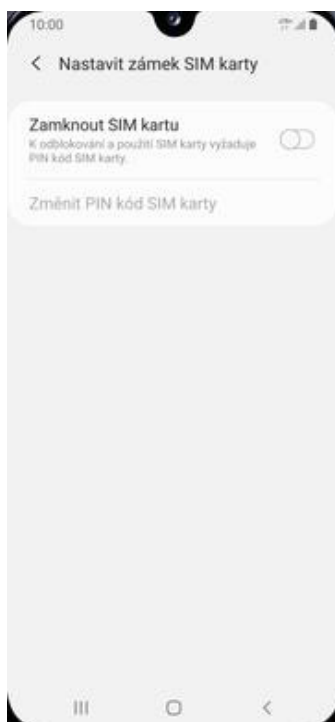 10:00
Nastavit zámek SIM karty
Zamknout SIM kartu
K odblokování a použití SIM karty vyžaduje
PIN kód SIM karty.
Změnit PIN kód SIM karty